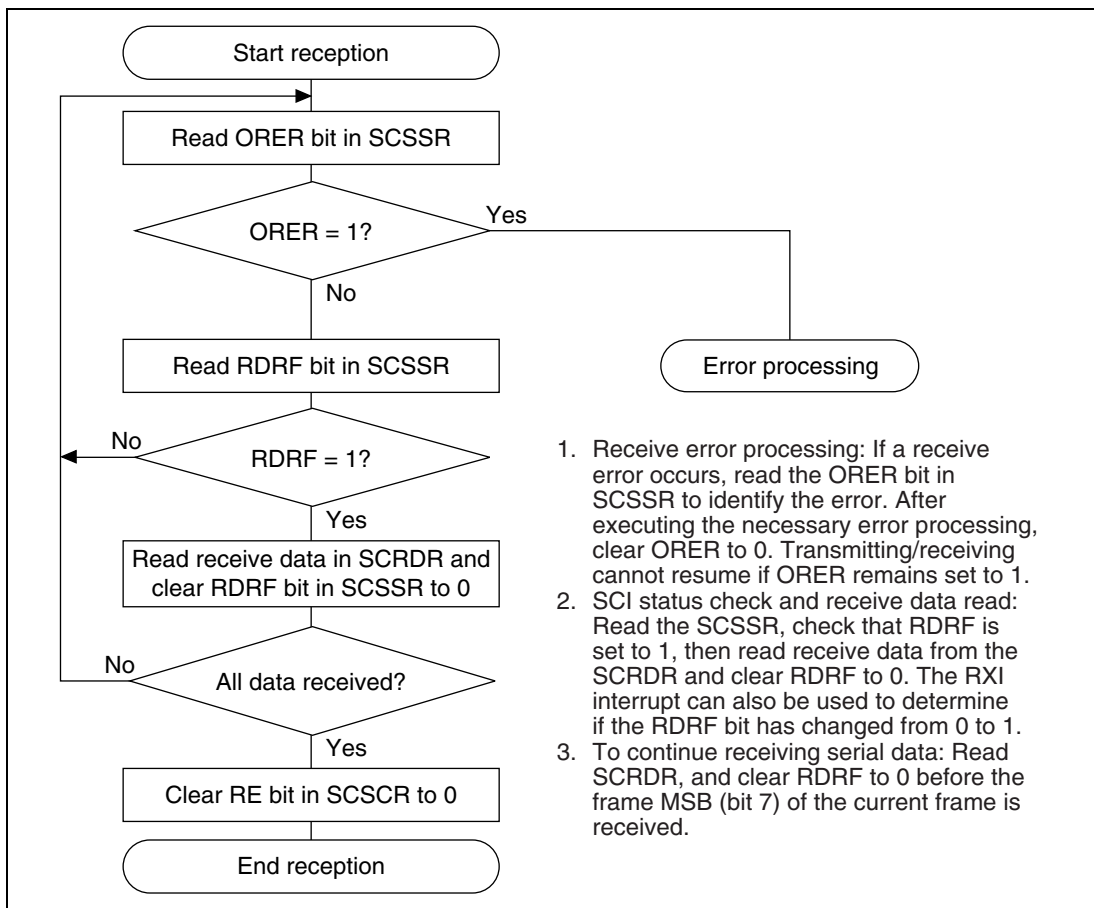 Start reception
Read ORER bit in SCSSR
ORER = 1?
Yes
No
Read RDRF bit in SCSSR
Error processing
No
RDRF = 1?
Yes
Read receive data in SCRDR and
clear RDRF bit in SCSSR to 0
No
All data received?
Yes
Clear RE bit in SCSCR to 0
End reception
1. Receive error processing: If a receive
error occurs, read the ORER bit in
SCSSR to identify the error. After
executing the necessary error processing,
clear ORER to 0. Transmitting/receiving
cannot resume if ORER remains set to 1.
2. SCI status check and receive data read:
Read the SCSSR, check that RDRF is
set to 1, then read receive data from the
SCRDR and clear RDRF to 0. The RXI
interrupt can also be used to determine
if the RDRF bit has changed from 0 to 1.
3. To continue receiving serial data: Read
SCRDR, and clear RDRF to 0 before the
frame MSB (bit 7) of the current frame is
received.